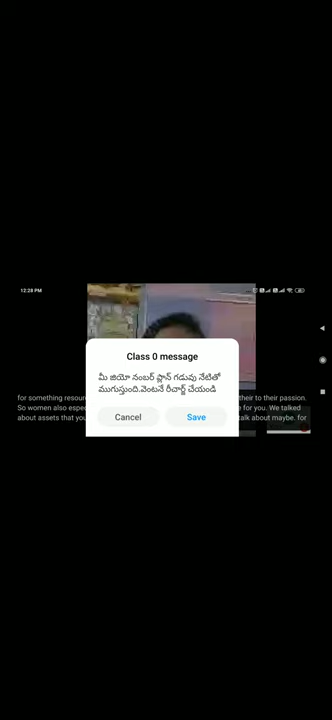 12:28 PM
Class 0 message
మీ జియో నంబర్ ప్లాన్ గడువు నేటితో
ముగుస్తుంది.వెంటనే రీచార్జ్ చేయండి
Cancel
Save
for something resour
their to their passion.
So women also espec
e for you. We talked
about assets that you
talk about maybe. for